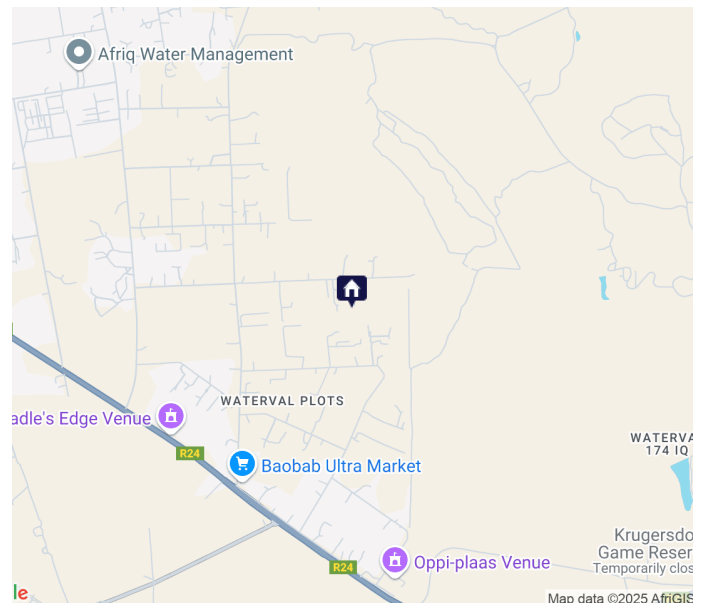 Afriq Water Management
WATERVAL PLOTS
adle's Edge Venue
R24
Baobab Ultra Market
WATERVA
174 IQ
Krugersdo
Game Reser
Temporarily clos
Oppi-plaas Venue
R24
le
Map data ©2025 AfriGIS